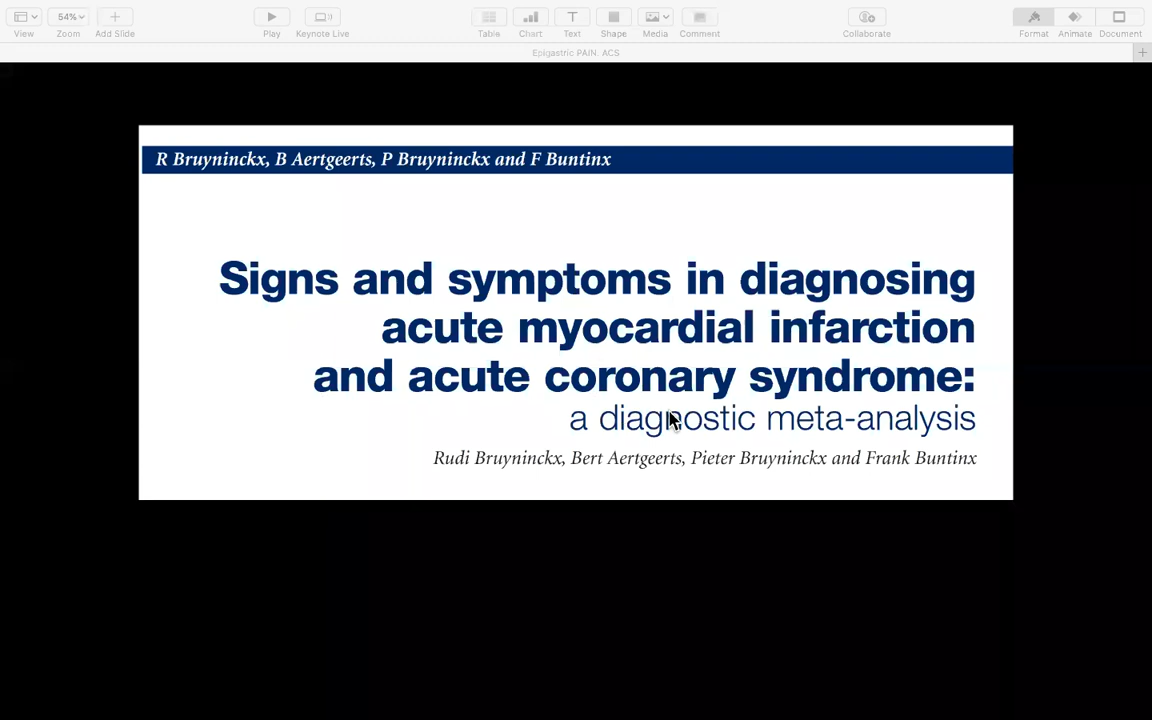 54%
View
Zoom
Add Slide
Play
Keynote Live
Table
Chart
Text
Shape
Media
Comment
Collaborate
Format
Animate
Document
Epigastric PAIN. ACS
R Bruyninckx, B Aertgeerts, P Bruyninckx and F Buntinx
Signs and symptoms in diagnosing
acute myocardial infarction
and acute coronary syndrome:
a diagnostic meta-analysis
Rudi Bruyninckx, Bert Aertgeerts, Pieter Bruyninckx and Frank Buntinx